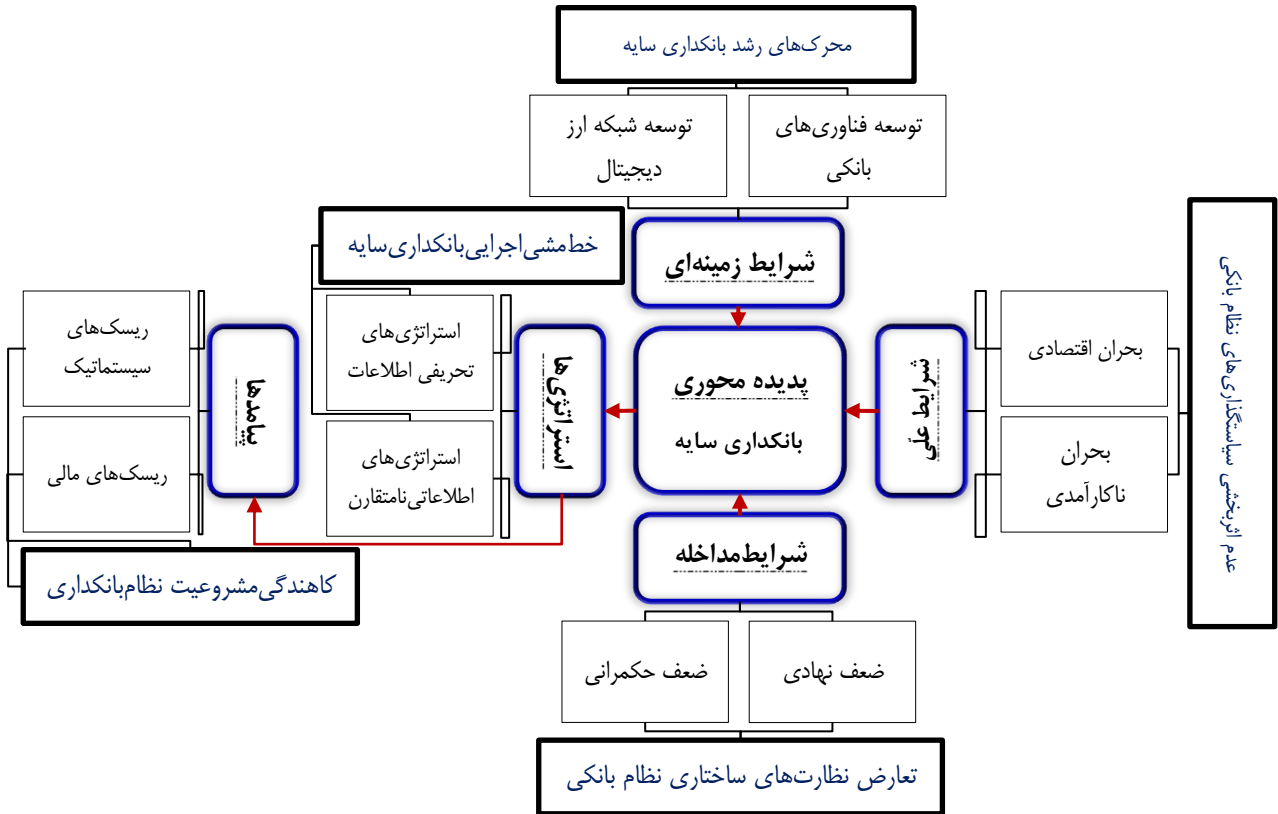 محرک‌های رشد بانکداری سایه
توسعه فناوری‌های
بانکی
توسعه شبکه ارز
دیجیتال
شرایط زمینه‌ای
عدم اثربخشی سیاستگذاری‌های نظام بانکی
بحران اقتصادی
بحران
ناکارآمدی
شرایط علّی
پدیده محوری
بانکداری سایه
خط‌مشی‌اجرایی‌بانکداری‌سایه
استراتژی‌ها
استراتژی‌های
تحریفی اطلاعات
استراتژی‌های
اطلاعاتی‌نامتقارن
پیامدها
ریسک‌های
سیستماتیک
ریسک‌های مالی
کاهندگی‌مشروعیت نظام‌بانکداری
شرایط‌مداخله
ضعف نهادی
ضعف حکمرانی
تعارض نظارت‌های ساختاری نظام بانکی